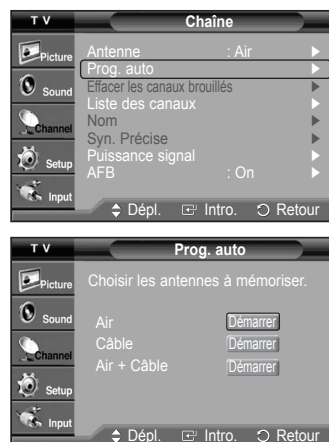 T V
Chaîne
Picture
Sound
Channel
Setup
Input
Antenne : Air
Prog. auto
Effacer les canaux brouillés
Liste des canaux
Nom
Syn. Précise
Puissance signal
AFB : On
Dépl. Intro. Retour
T V
Prog. auto
Picture
Sound
Channel
Setup
Input
Choisir les antennes à mémoriser.
Air Démarrer
Câble Démarrer
Air + Câble Démarrer
Dépl. Intro. Retour